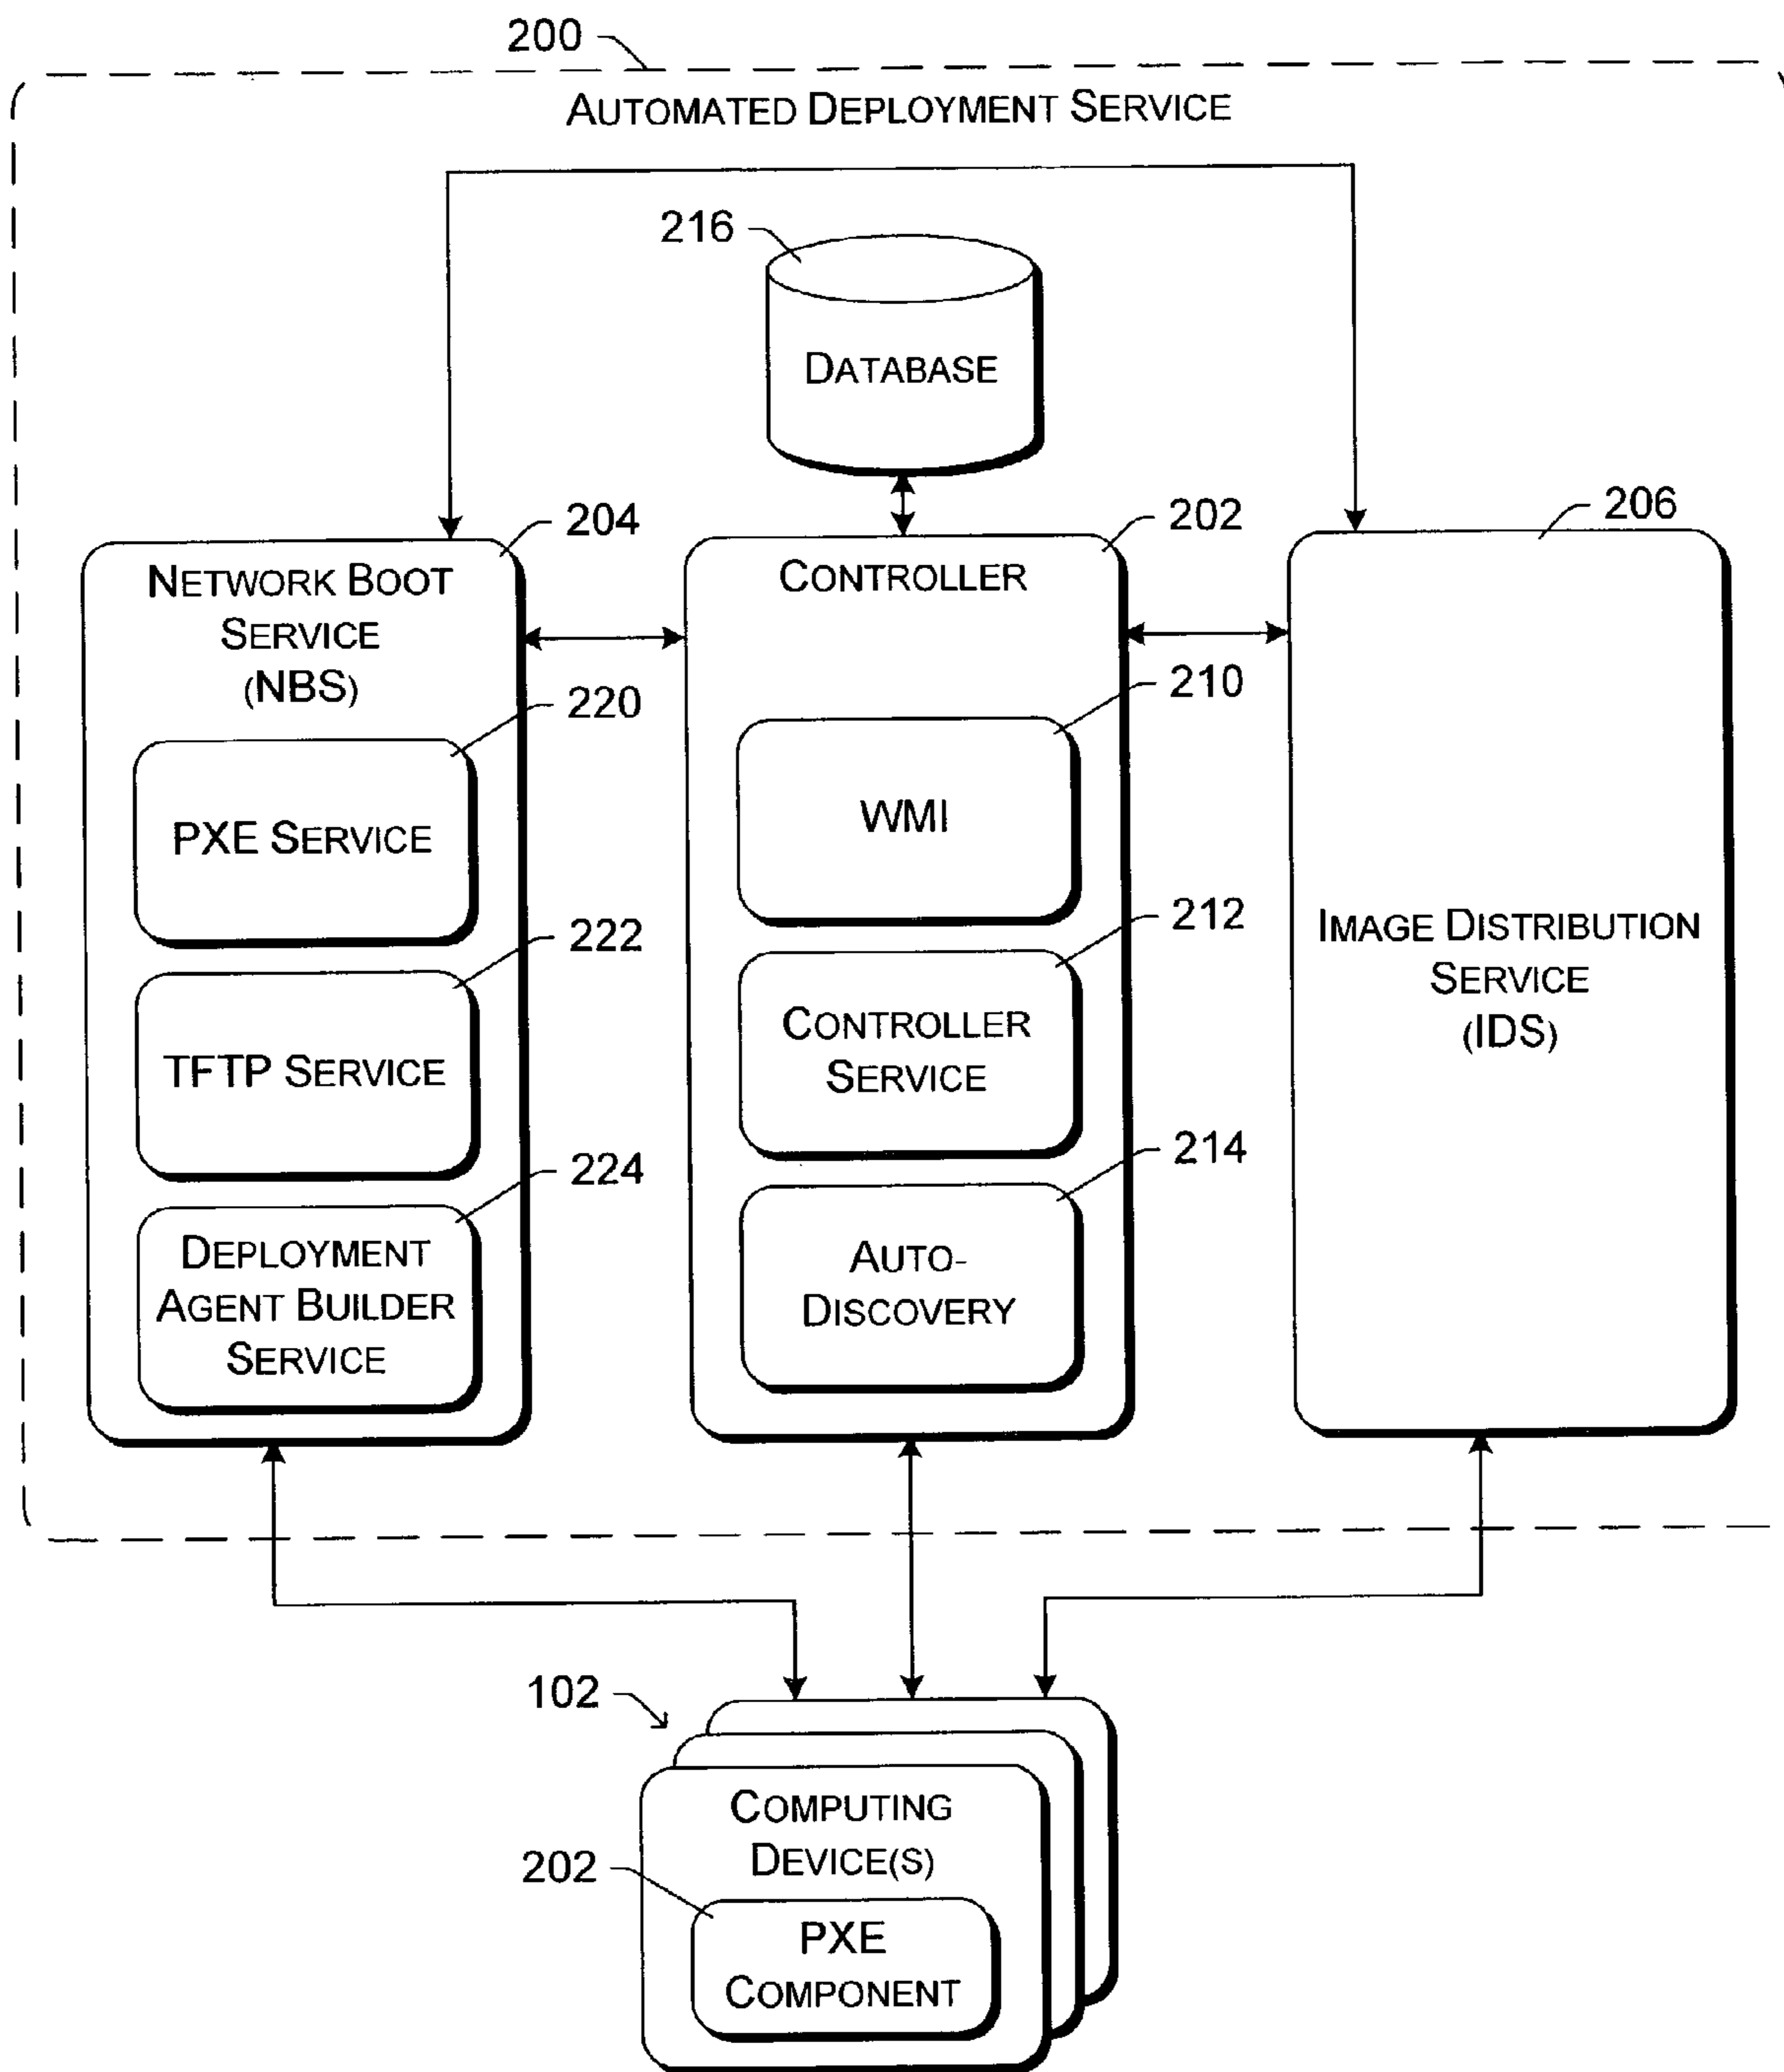 200
AUTOMATED DEPLOYMENT SERVICE
216
DATABASE
204
NETWORK BOOT
SERVICE
(NBS)
220
PXE SERVICE
222
TFTP SERVICE
224
DEPLOYMENT
AGENT BUILDER
SERVICE
202
CONTROLLER
210
WMI
212
CONTROLLER
SERVICE
214
AUTO-
DISCOVERY
206
IMAGE DISTRIBUTION
SERVICE
(IDS)
102
COMPUTING
DEVICE(S)
202
PXE
COMPONENT